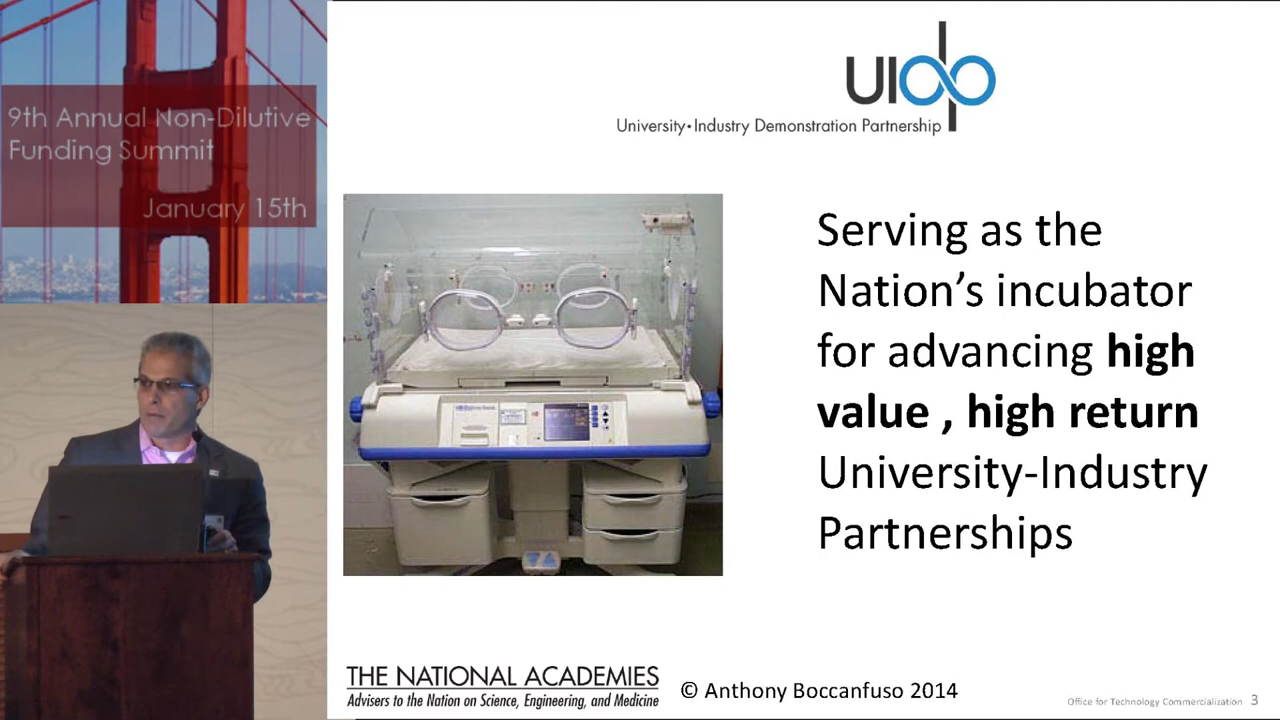 9th Annual Non-Dilutive
Funding Summit
January 15th
UIDP
University•Industry Demonstration Partnership
Serving as the
Nation's incubator
for advancing high
value , high return
University-Industry
Partnerships
THE NATIONAL ACADEMIES
Advisers to the Nation on Science, Engineering, and Medicine
© Anthony Boccanfuso 2014
Office for Technology Commercialization 3